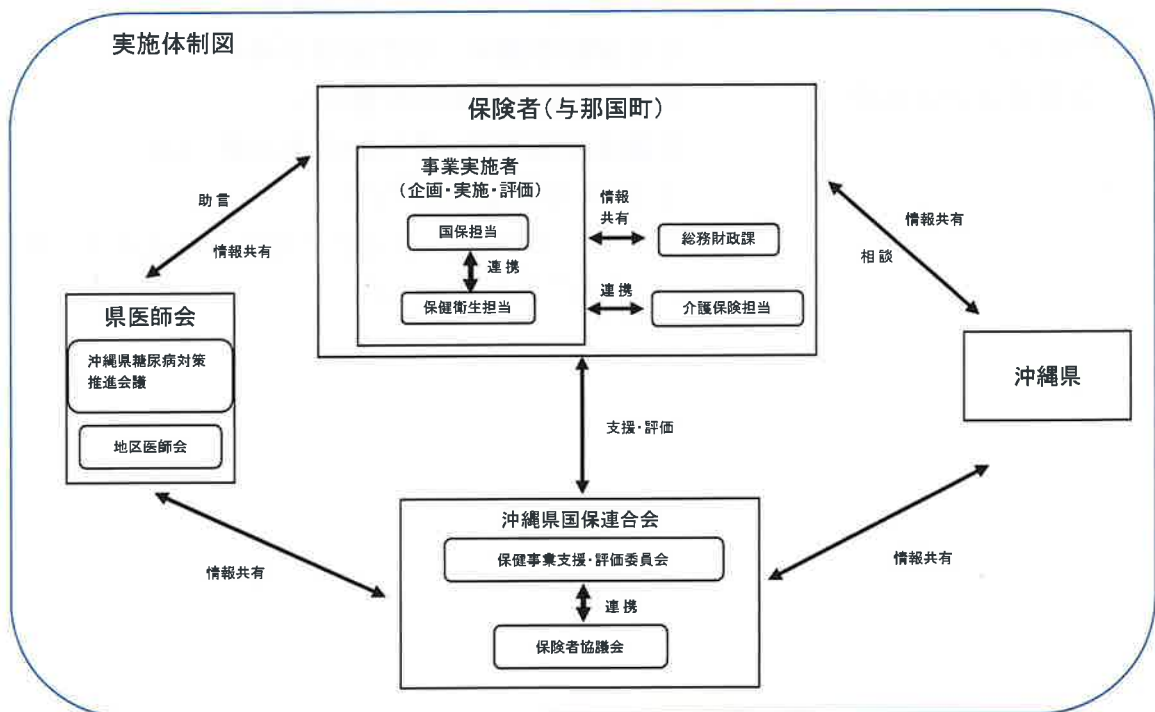 実施体制図
保険者(与那国町)
事業実施者
(企画・実施・評価)
国保担当
連携
保健衛生担当
情報
共有
総務財政課
連携
介護保険担当
助言
情報共有
情報共有
相談
県医師会
沖縄県糖尿病対策
推進会議
地区医師会
沖縄県
支援・評価
沖縄県国保連合会
保健事業支援・評価委員会
連携
保険者協議会
情報共有
情報共有